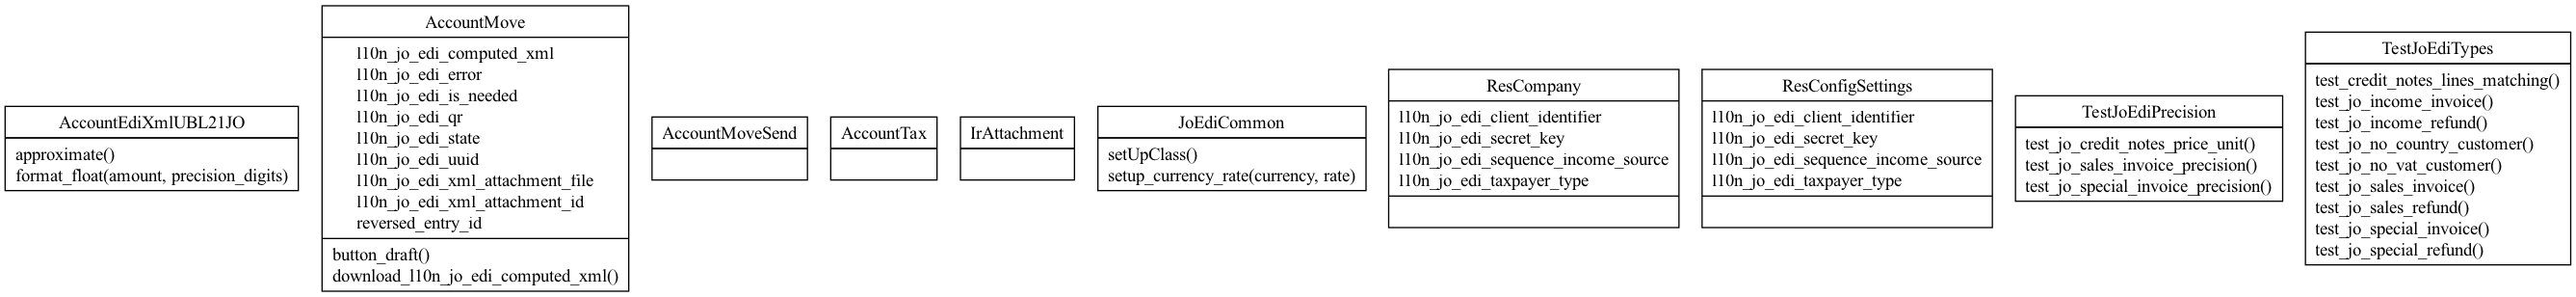 AccountEdiXmlUBL21JO
approximate()
format_float(amount, precision_digits)
AccountMove
l10n_jo_edi_computed_xml
l10n_jo_edi_error
l10n_jo_edi_is_needed
l10n_jo_edi_qr
l10n_jo_edi_state
l10n_jo_edi_uuid
l10n_jo_edi_xml_attachment_file
l10n_jo_edi_xml_attachment_id
reversed_entry_id
button_draft()
download_l10n_jo_edi_computed_xml()
AccountMoveSend
AccountTax
IrAttachment
JoEdiCommon
setUpClass()
setup_currency_rate(currency, rate)
ResCompany
l10n_jo_edi_client_identifier
l10n_jo_edi_secret_key
l10n_jo_edi_sequence_income_source
l10n_jo_edi_taxpayer_type
ResConfigSettings
l10n_jo_edi_client_identifier
l10n_jo_edi_secret_key
l10n_jo_edi_sequence_income_source
l10n_jo_edi_taxpayer_type
TestJoEdiPrecision
test_jo_credit_notes_price_unit()
test_jo_sales_invoice_precision()
test_jo_special_invoice_precision()
TestJoEdiTypes
test_credit_notes_lines_matching()
test_jo_income_invoice()
test_jo_income_refund()
test_jo_no_country_customer()
test_jo_no_vat_customer()
test_jo_sales_invoice()
test_jo_sales_refund()
test_jo_special_invoice()
test_jo_special_refund()